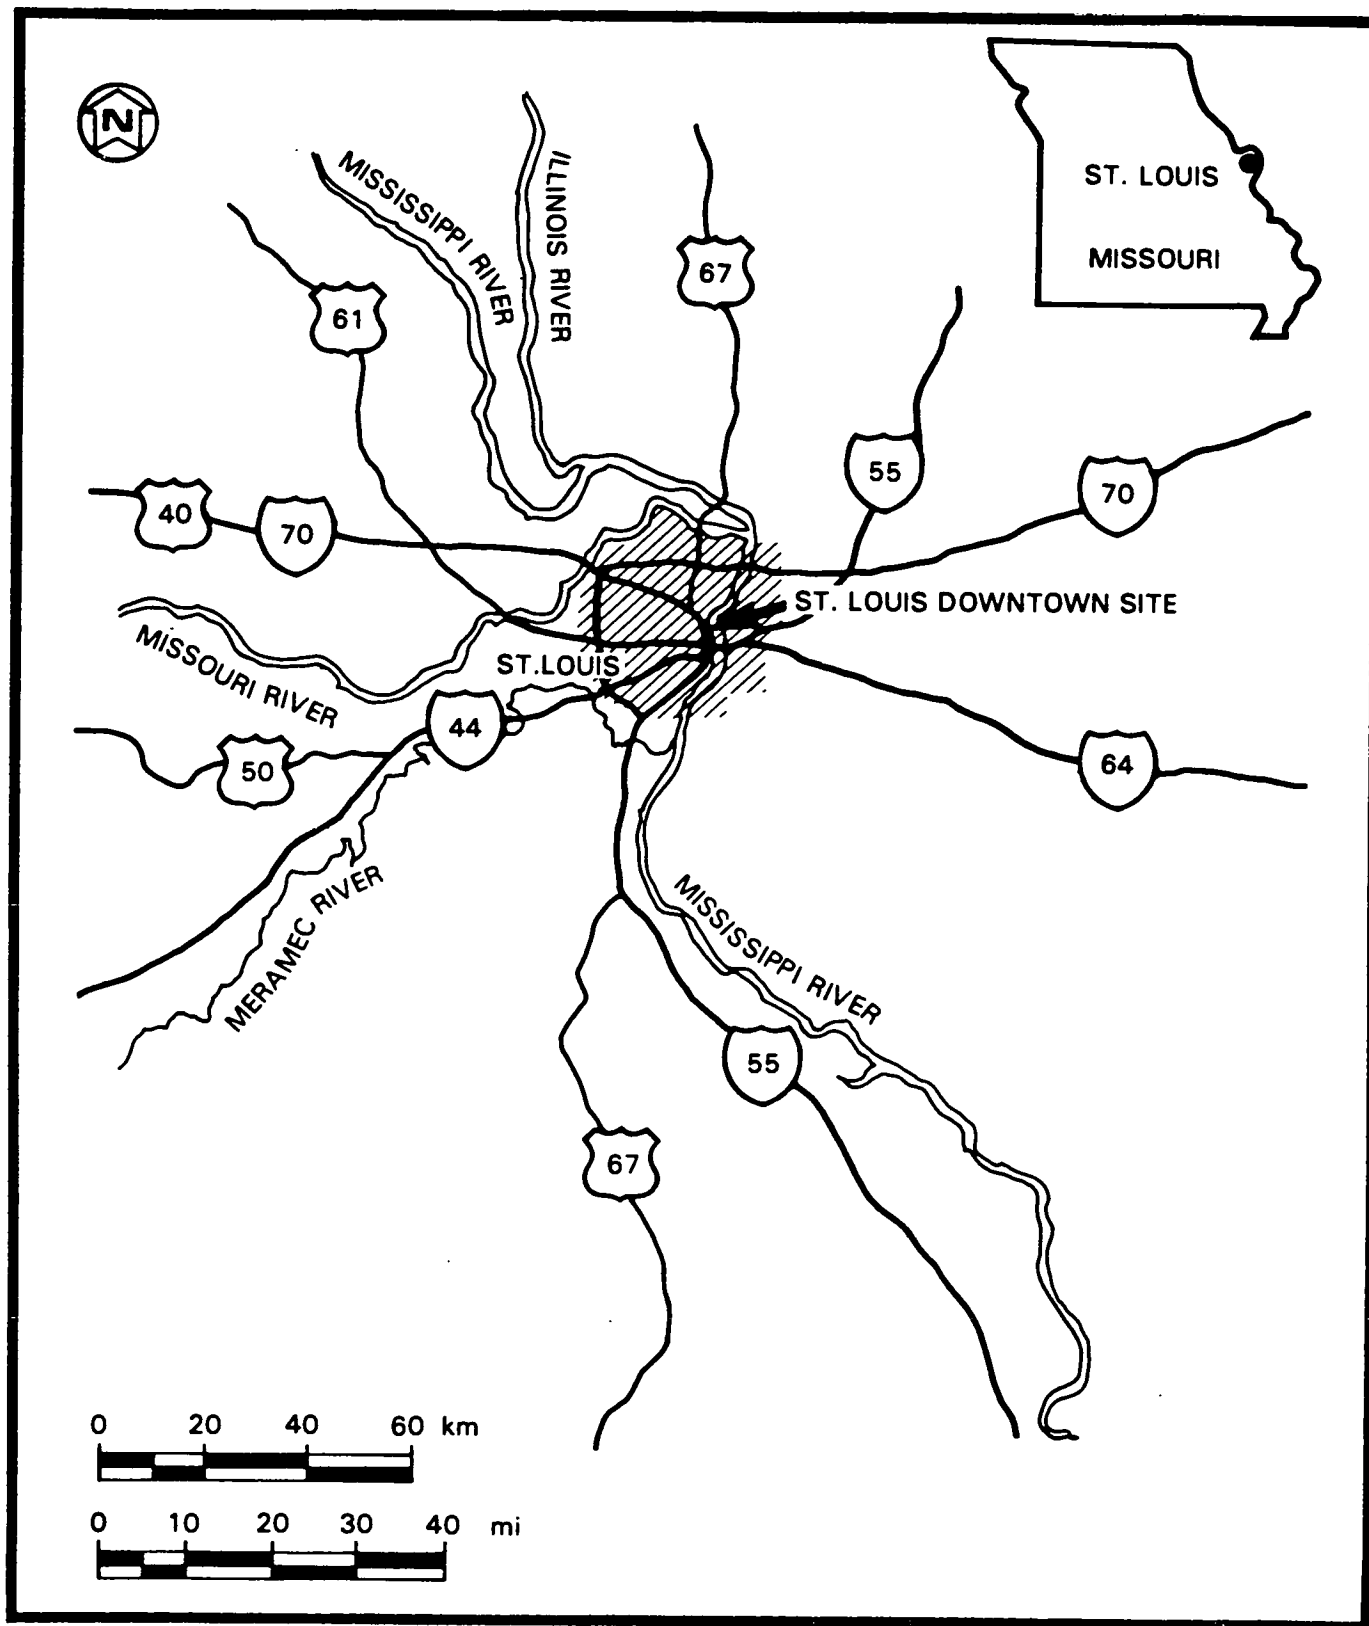 N
MISSISSIPPI RIVER
ILLINOIS RIVER
67
ST. LOUIS
MISSOURI
61
55
70
40
70
ST. LOUIS DOWNTOWN SITE
MISSOURI RIVER
ST.LOUIS
44
50
64
MERAMEC RIVER
MISSISSIPPI RIVER
55
67
0 20 40 60 km
0 10 20 30 40 mi